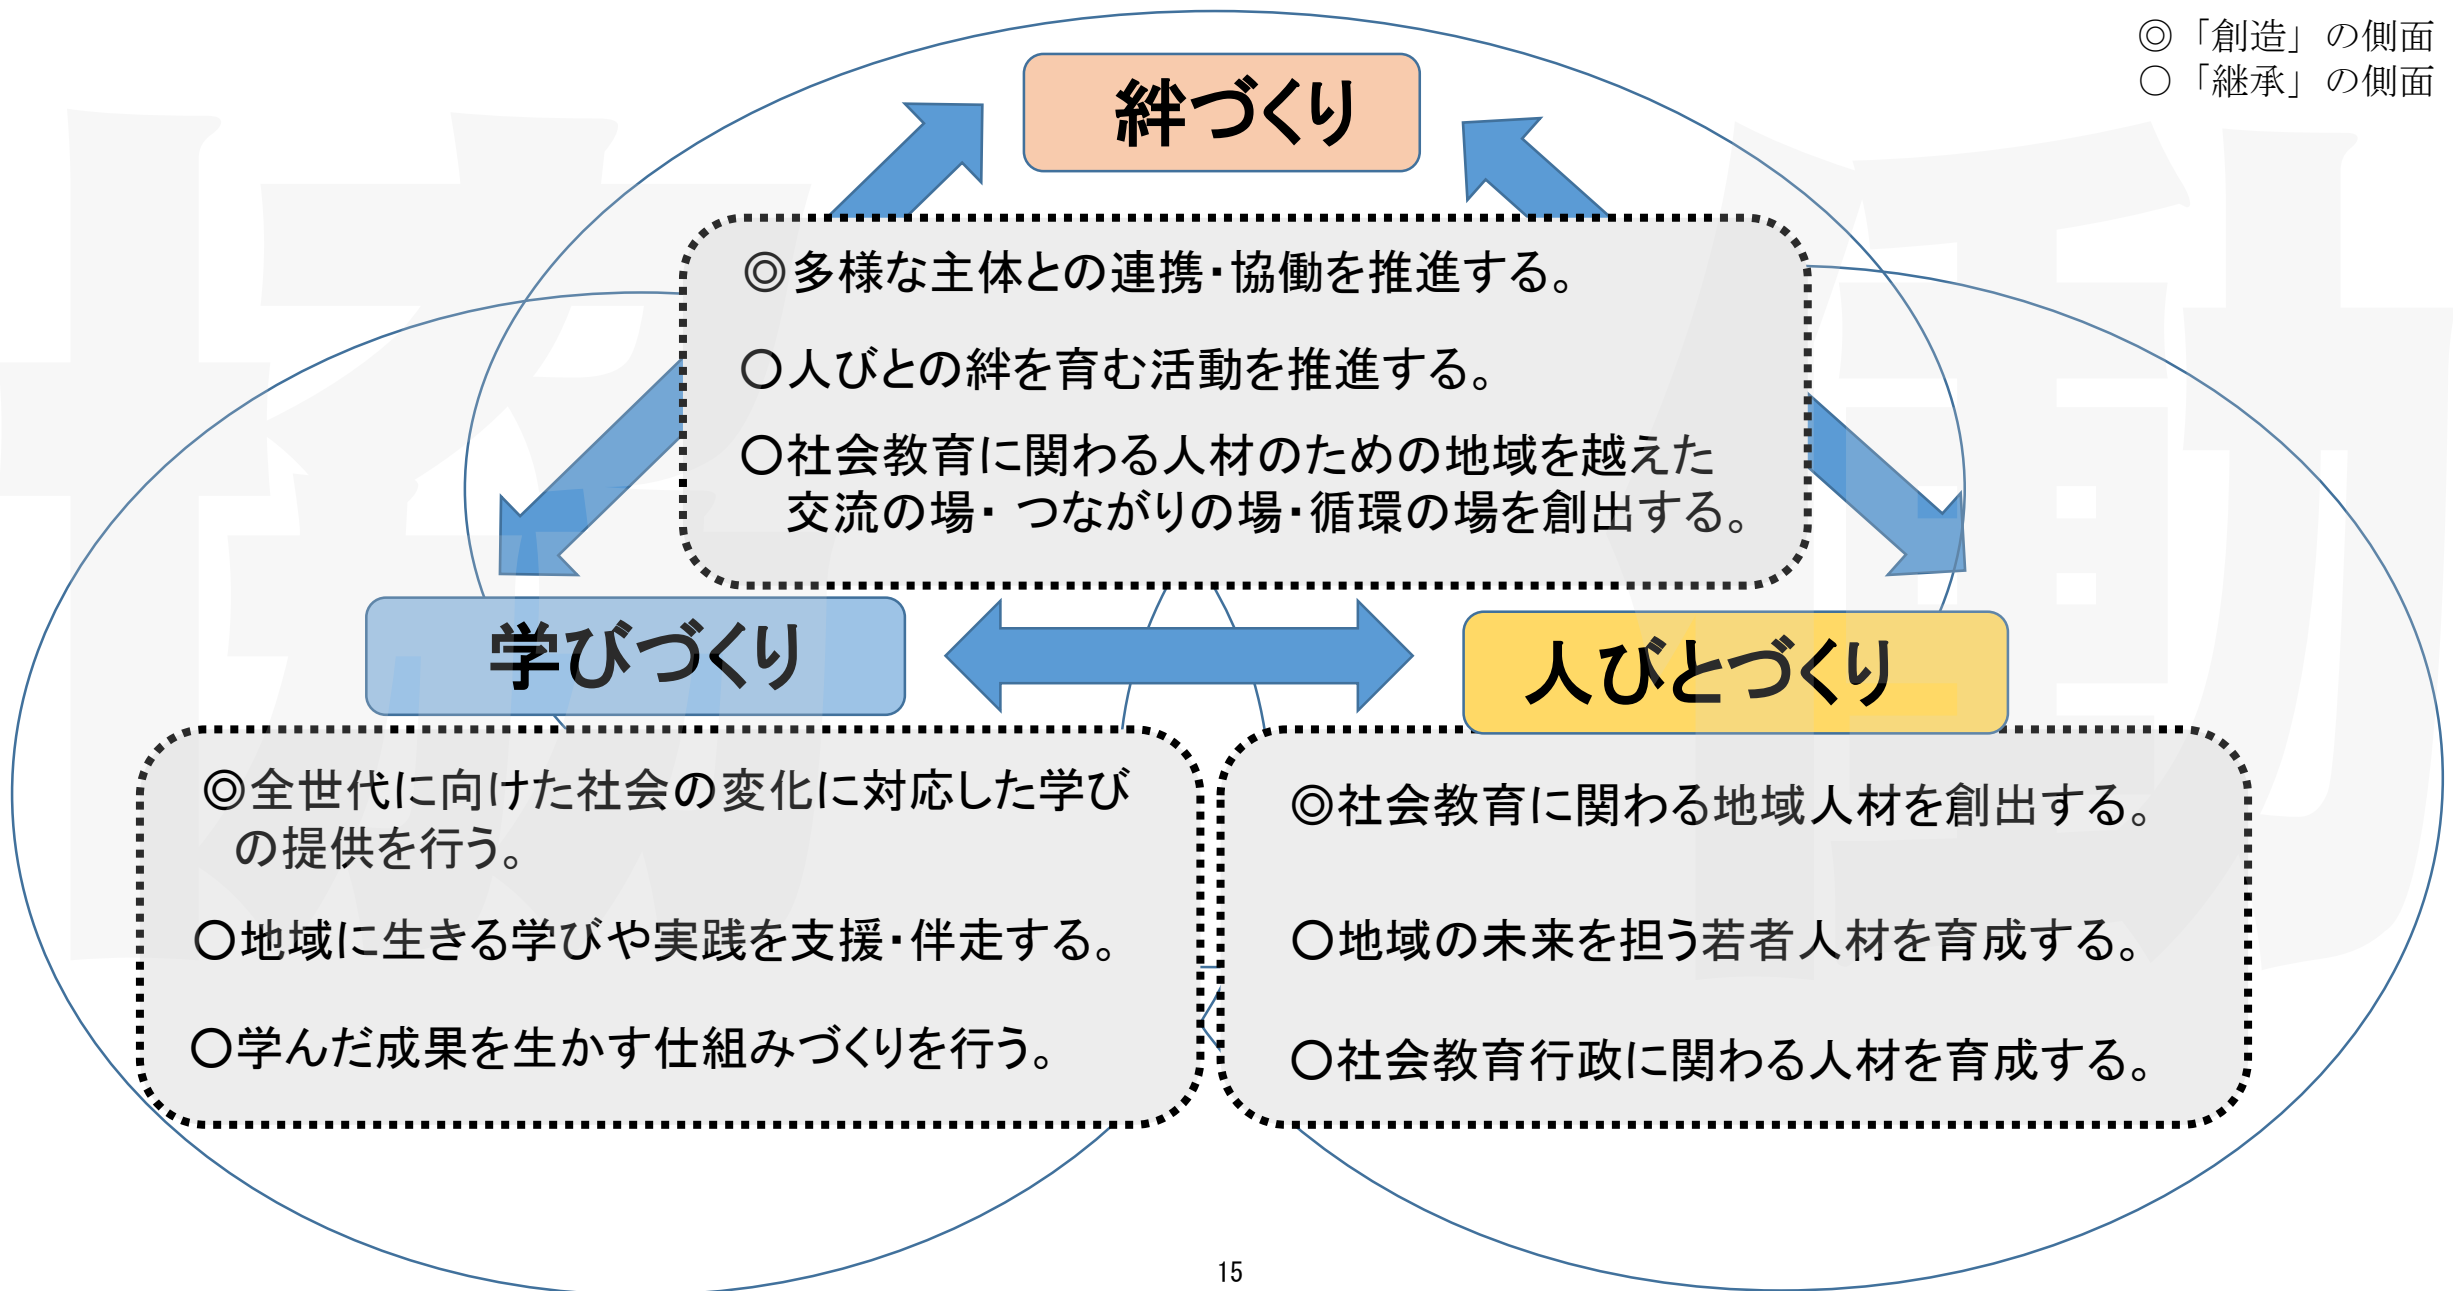 ◎「創造」の側面
○「継承」の側面
絆づくり
◎多様な主体との連携・協働を推進する。
○人びとの絆を育む活動を推進する。
○社会教育に関わる人材のための地域を越えた
交流の場・ つながりの場・循環の場を創出する。
学びづくり
人びとづくり
◎全世代に向けた社会の変化に対応した学び
の提供を行う。
○地域に生きる学びや実践を支援・伴走する。
○学んだ成果を生かす仕組みづくりを行う。
◎社会教育に関わる地域人材を創出する。
○地域の未来を担う若者人材を育成する。
○社会教育行政に関わる人材を育成する。
協働
15